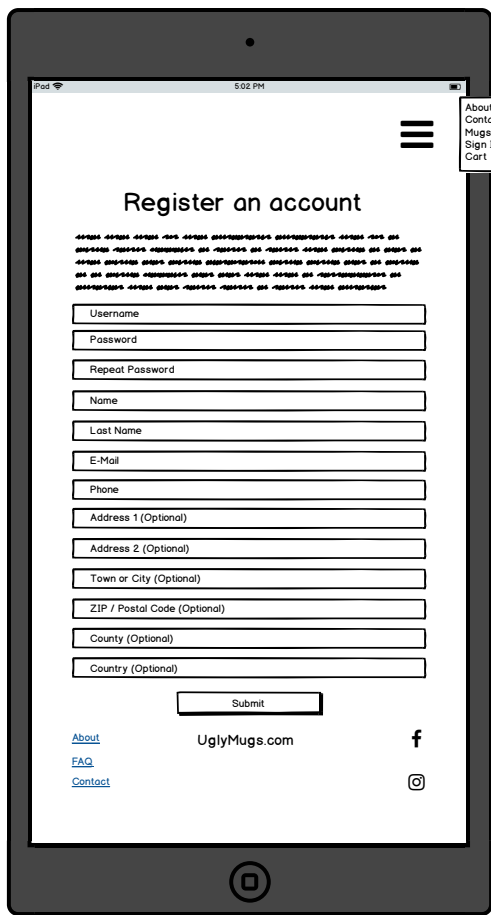 iPad
5:02 PM
About
Mugs
Sign
Cart
Register an account
Username
Password
Repeat Password
Name
Last Name
E-Mail
Phone
Address 1 (Optional)
Address 2 (Optional)
Town or City (Optional)
ZIP / Postal Code (Optional)
County (Optional)
Country (Optional)
Submit
About
UglyMugs.com
FAQ
Contact